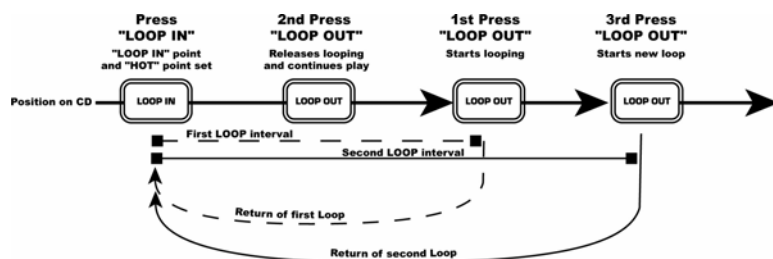 Press
"LOOP IN"
"LOOP IN" point
and "HOT" point set
2nd Press
"LOOP OUT"
Releases looping
and continues play
1st Press
"LOOP OUT"
Starts looping
3rd Press
"LOOP OUT"
Starts new loop
Position on CD
LOOP IN
LOOP OUT
LOOP OUT
LOOP OUT
First LOOP interval
Second LOOP interval
Return of first Loop
Return of second Loop